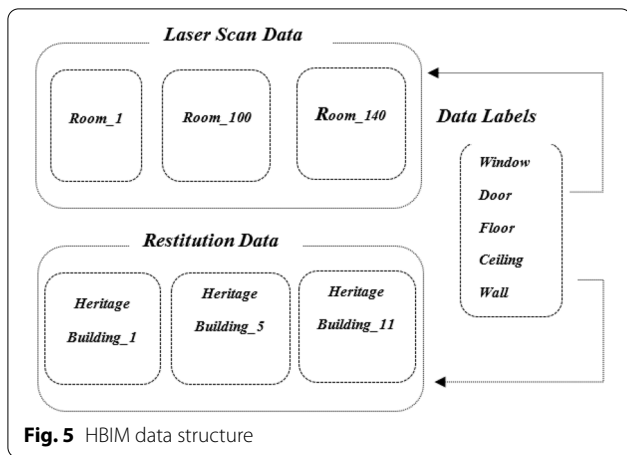 Laser Scan Data
Room_1
Room_100
Room_140
Data Labels
Window
Door
Floor
Ceiling
Wall
Restitution Data
Heritage
Building_1
Heritage
Building_5
Heritage
Building_11
Fig. 5 HBIM data structure